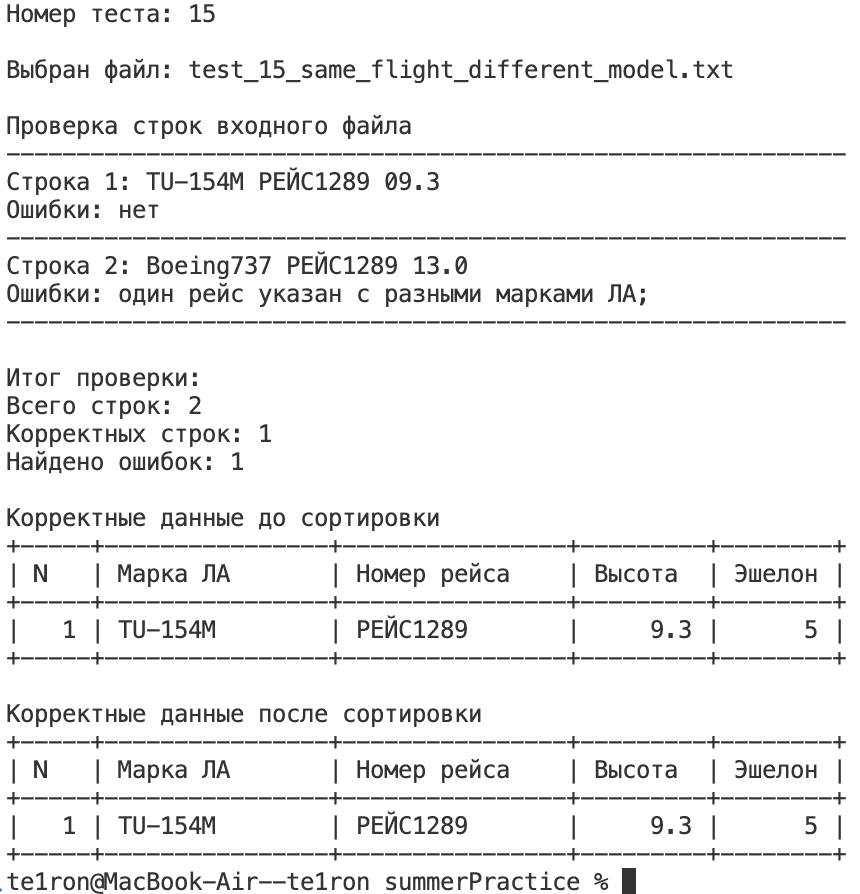 Номер теста: 15
Выбран файл: test_15_same_flight_different_model.txt
Проверка строк входного файла
------------------------------------------------------------
Строка 1: TU-154M РЕЙС1289 09.3
Ошибки: нет
------------------------------------------------------------
Строка 2: Boeing737 РЕЙС1289 13.0
Ошибки: один рейс указан с разными марками ЛА;
------------------------------------------------------------
Итог проверки:
Всего строк: 2
Корректных строк: 1
Найдено ошибок: 1
Корректные данные до сортировки
+-----+----------------+----------------+---------+--------+
| N   | Марка ЛА       | Номер рейса    | Высота  | Эшелон |
+-----+----------------+----------------+---------+--------+
|   1 | TU-154M        | РЕЙС1289       |     9.3 |      5 |
+-----+----------------+----------------+---------+--------+
Корректные данные после сортировки
+-----+----------------+----------------+---------+--------+
| N   | Марка ЛА       | Номер рейса    | Высота  | Эшелон |
+-----+----------------+----------------+---------+--------+
|   1 | TU-154M        | РЕЙС1289       |     9.3 |      5 |
+-----+----------------+----------------+---------+--------+
te1ron@MacBook-Air--te1ron summerPractice %